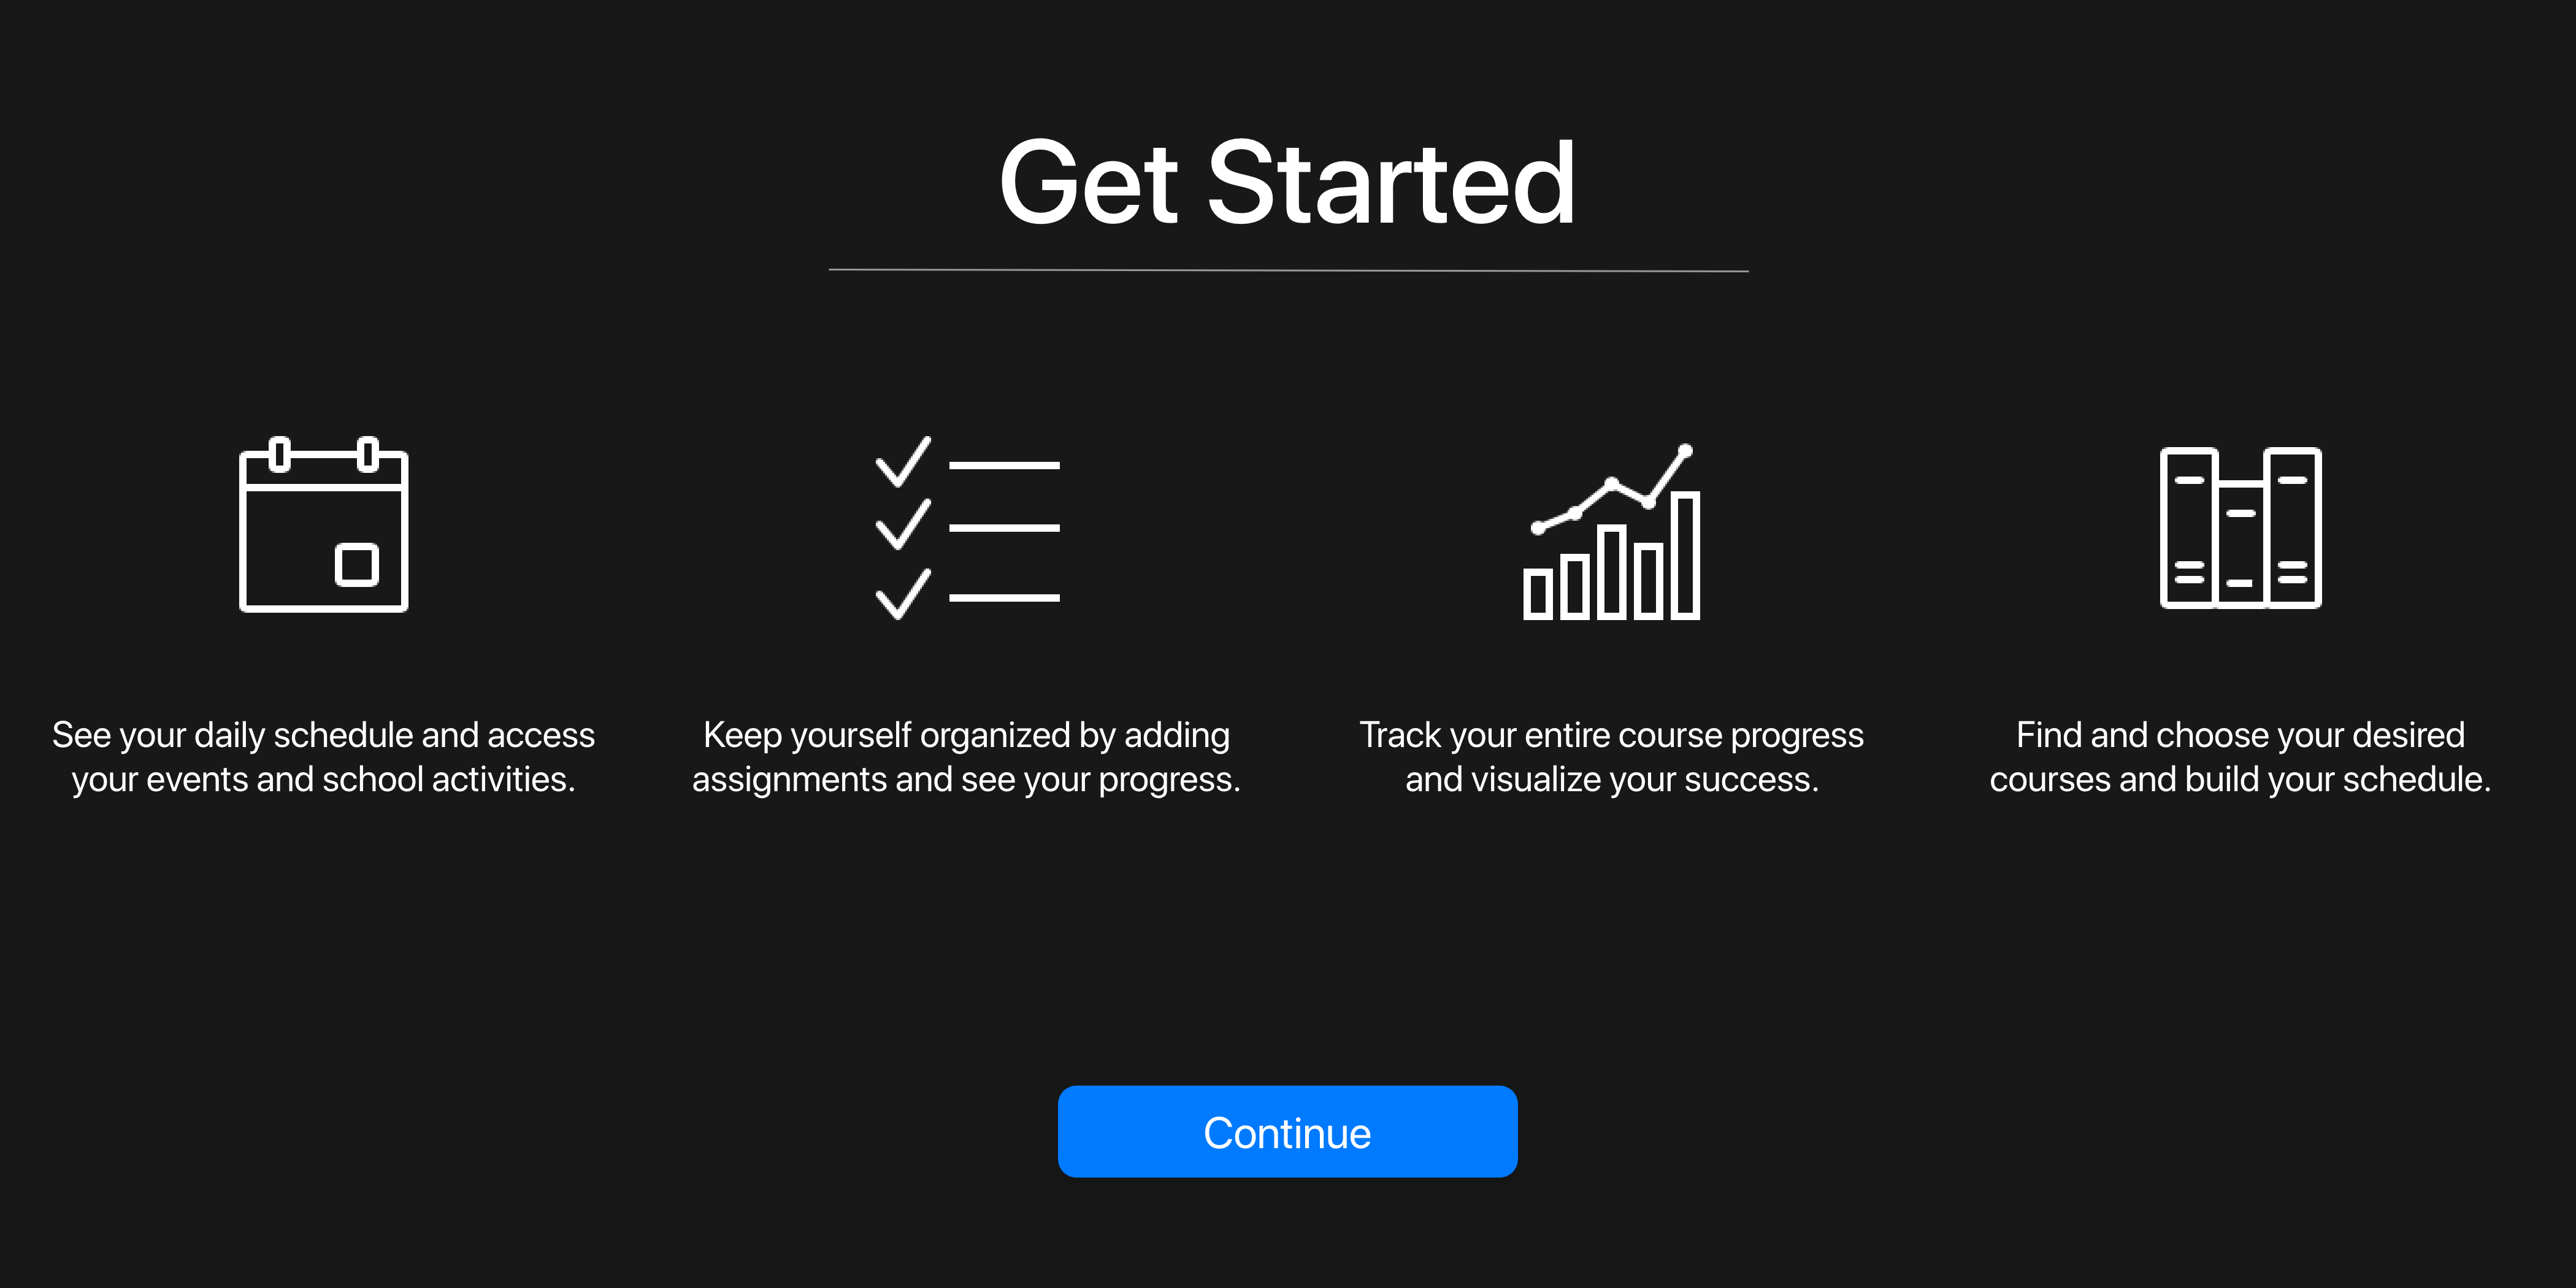 Get Started
See your daily schedule and access
your events and school activities.
Keep yourself organized by adding
assignments and see your progress.
Track your entire course progress
and visualize your success.
Find and choose your desired
courses and build your schedule.
Continue